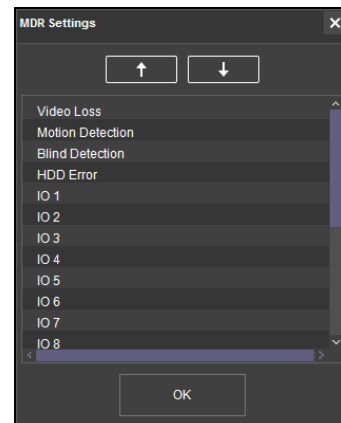 MDR Settings
Video Loss
Motion Detection
Blind Detection
HDD Error
IO 1
IO 2
IO 3
IO 4
IO 5
IO 6
IO 7
IO 8
OK